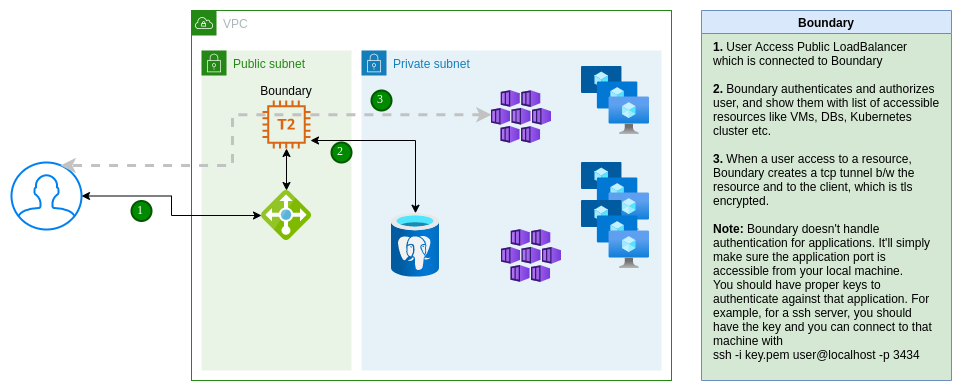 VPC
Public subnet
Private subnet
Boundary
T2
3
2
1
Boundary
1. User Access Public LoadBalancer
which is connected to Boundary
2. Boundary authenticates and authorizes
user, and show them with list of accessible
resources like VMs, DBs, Kubernetes
cluster etc.
3. When a user access to a resource,
Boundary creates a tcp tunnel b/w the
resource and to the client, which is tls
encrypted.
Note: Boundary doesn't handle
authentication for applications. It'll simply
make sure the application port is
accessible from your local machine.
You should have proper keys to
authenticate against that application. For
example, for a ssh server, you should
have the key and you can connect to that
machine with
ssh -i key.pem user@localhost -p 3434